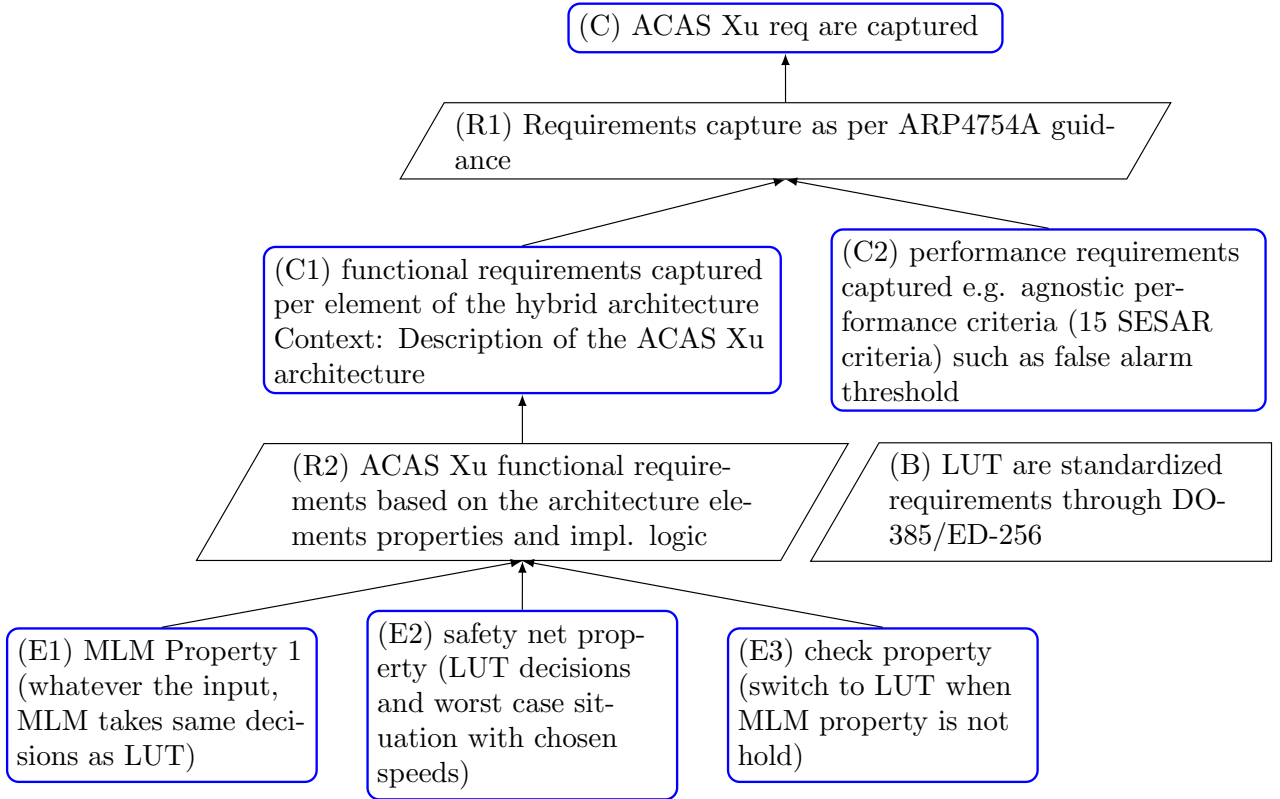 (C) ACAS Xu req are captured
(R1) Requirements capture as per ARP4754A guid-
ance
(C1) functional requirements captured
per element of the hybrid architecture
Context: Description of the ACAS Xu
architecture
(C2) performance requirements
captured e.g. agnostic per-
formance criteria (15 SESAR
criteria) such as false alarm
threshold
(R2) ACAS Xu functional require-
ments based on the architecture ele-
ments properties and impl. logic
(B) LUT are standardized
requirements through DO-
385/ED-256
(E1) MLM Property 1
(whatever the input,
MLM takes same deci-
sions as LUT)
(E2) safety net prop-
erty (LUT decisions
and worst case sit-
uation with chosen
speeds)
(E3) check property
(switch to LUT when
MLM property is not
hold)